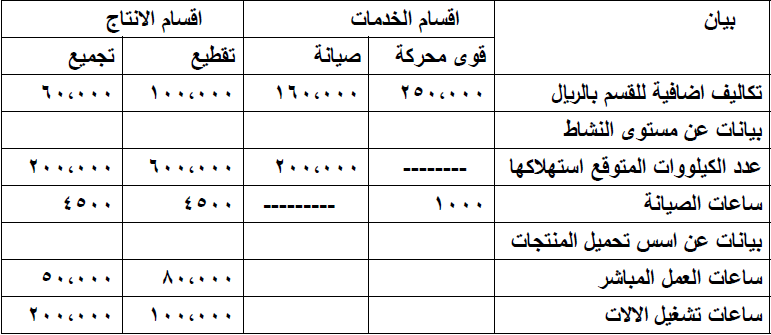 بيان اقسام الخدمات اقسام الانتاج
قوى محركة صيانة تقطيع تجميع
تكاليف اضافية للقسم بالريال ٢٥٠،٠٠٠ ١٦٠،٠٠٠ ١٠٠،٠٠٠ ٦٠،٠٠٠
بيانات عن مستوى النشاط
عدد الكيلووات المتوقع استهلاكها -------- ٢٠٠،٠٠٠ ٦٠٠،٠٠٠ ٢٠٠،٠٠٠
ساعات الصيانة ١٠٠٠ --------- ٤٥٠٠ ٤٥٠٠
بيانات عن اسس تحميل المنتجات
ساعات العمل المباشر ٨٠،٠٠٠ ٥٠،٠٠٠
ساعات تشغيل الالات ١٠٠،٠٠٠ ٢٠٠،٠٠٠